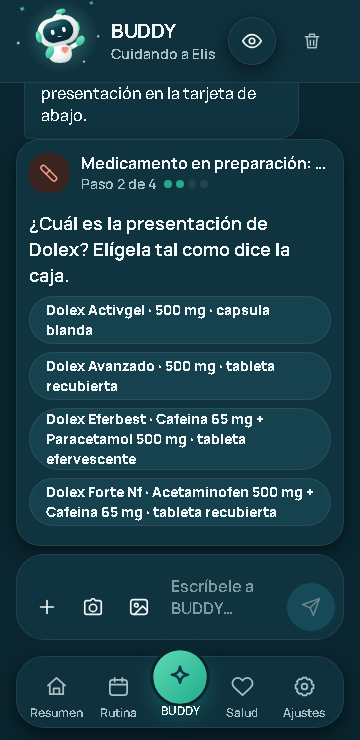 BUDDY
Cuidando a Elis
presentación en la tarjeta de
abajo.
Medicamento en preparación: ...
Paso 2 de 4
¿Cuál es la presentación de
Dolex? Elígela tal como dice la
caja.
Dolex Activgel · 500 mg · capsula
blanda
Dolex Avanzado · 500 mg · tableta
recubierta
Dolex Eferbest · Cafeina 65 mg +
Paracetamol 500 mg · tableta
efervescente
Dolex Forte Nf · Acetaminofen 500 mg +
Cafeina 65 mg · tableta recubierta
Escríbele a
BUDDY...
Resumen
Rutina
BUDDY
Salud
Ajustes